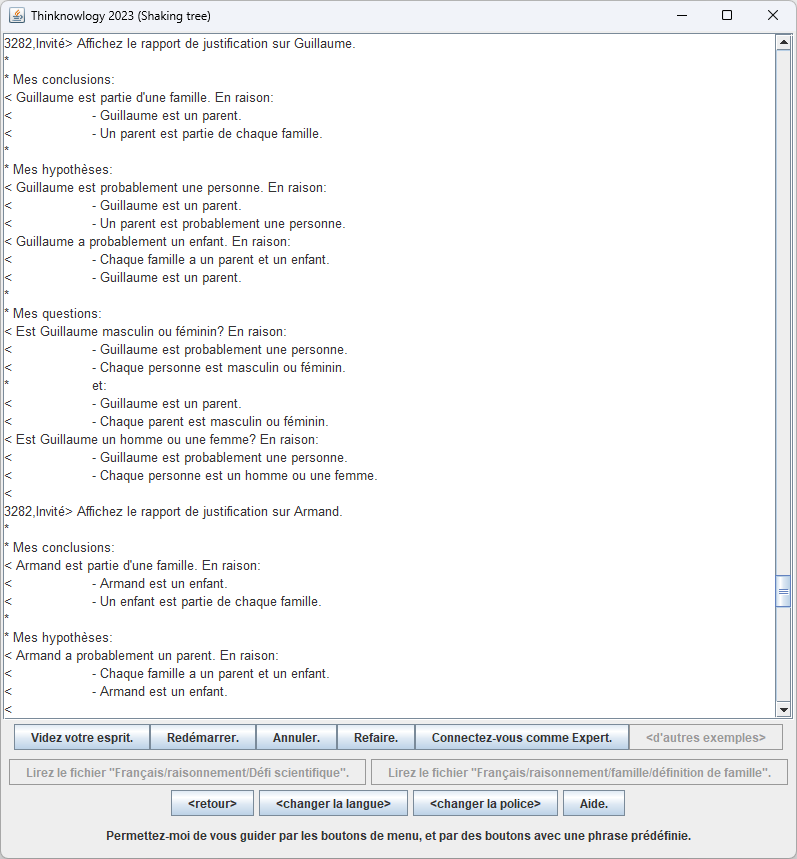 Thinknowlogy 2023 (Shaking tree)
3282,Invité> Affichez le rapport de justification sur Guillaume.
*
* Mes conclusions:
< Guillaume est partie d'une famille. En raison:
< - Guillaume est un parent.
< - Un parent est partie de chaque famille.
*
* Mes hypothèses:
< Guillaume est probablement une personne. En raison:
< - Guillaume est un parent.
< - Un parent est probablement une personne.
< Guillaume a probablement un enfant. En raison:
< - Chaque famille a un parent et un enfant.
< - Guillaume est un parent.
*
* Mes questions:
< Est Guillaume masculin ou féminin? En raison:
< - Guillaume est probablement une personne.
< - Chaque personne est masculin ou féminin.
* et:
< - Guillaume est un parent.
< - Chaque parent est masculin ou féminin.
< Est Guillaume un homme ou une femme? En raison:
< - Guillaume est probablement une personne.
< - Chaque personne est un homme ou une femme.
<
3282,Invité> Affichez le rapport de justification sur Armand.
*
* Mes conclusions:
< Armand est partie d'une famille. En raison:
< - Armand est un enfant.
< - Un enfant est partie de chaque famille.
*
* Mes hypothèses:
< Armand a probablement un parent. En raison:
< - Chaque famille a un parent et un enfant.
< - Armand est un enfant.
<
Videz votre esprit. Redémarrer. Annuler. Refaire. Connectez-vous comme Expert. <d'autres exemples>
Lirez le fichier "Français/raisonnement/Défi scientifique". Lirez le fichier "Français/raisonnement/famille/définition de famille".
<retour> <changer la langue> <changer la police> Aide.
Permettez-moi de vous guider par les boutons de menu, et par des boutons avec une phrase prédéfinie.